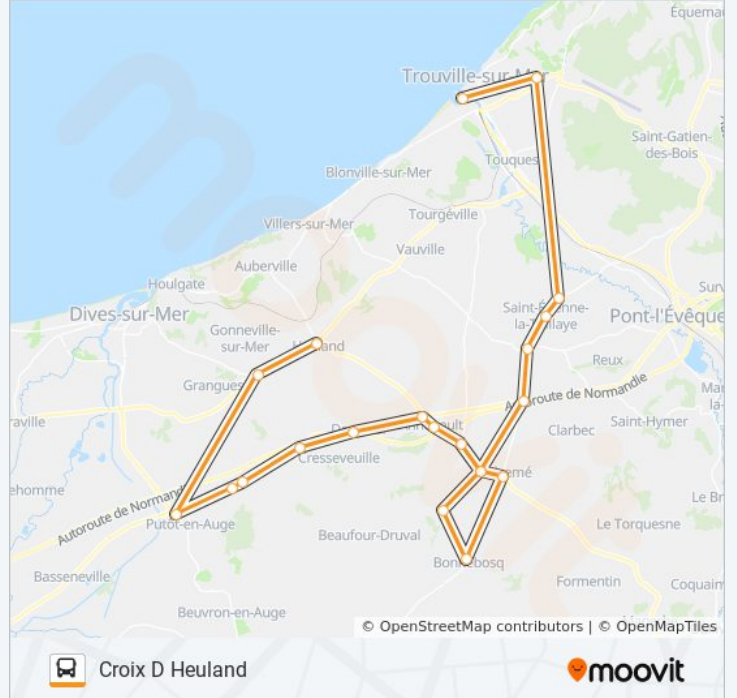 Équemau
Trouville-sur-Mer
Saint-Gatien-
des-Bois
Touques
Blonville-sur-Mer
Tourgéville
Villers-sur-Mer
Vauville
Auberville
Houlgate
Dives-sur-Mer
Saint-Étienne-
la-Thillaye
Pont-l'Évêque
Gonneville-
sur-Mer
Heuland
Reux
Grangues
Autoroute de Normandie
Saint-Hymer
Clarbec
Cresseveuille
Autoroute de Normandie
Putot-en-Auge
Le Torquesne
Beaufour-Druval
Bonnebosq
Basseneville
Formentin
Coquain
Beuvron-en-Auge
© OpenStreetMap contributors | © OpenMapTiles
Croix D Heuland
moovit